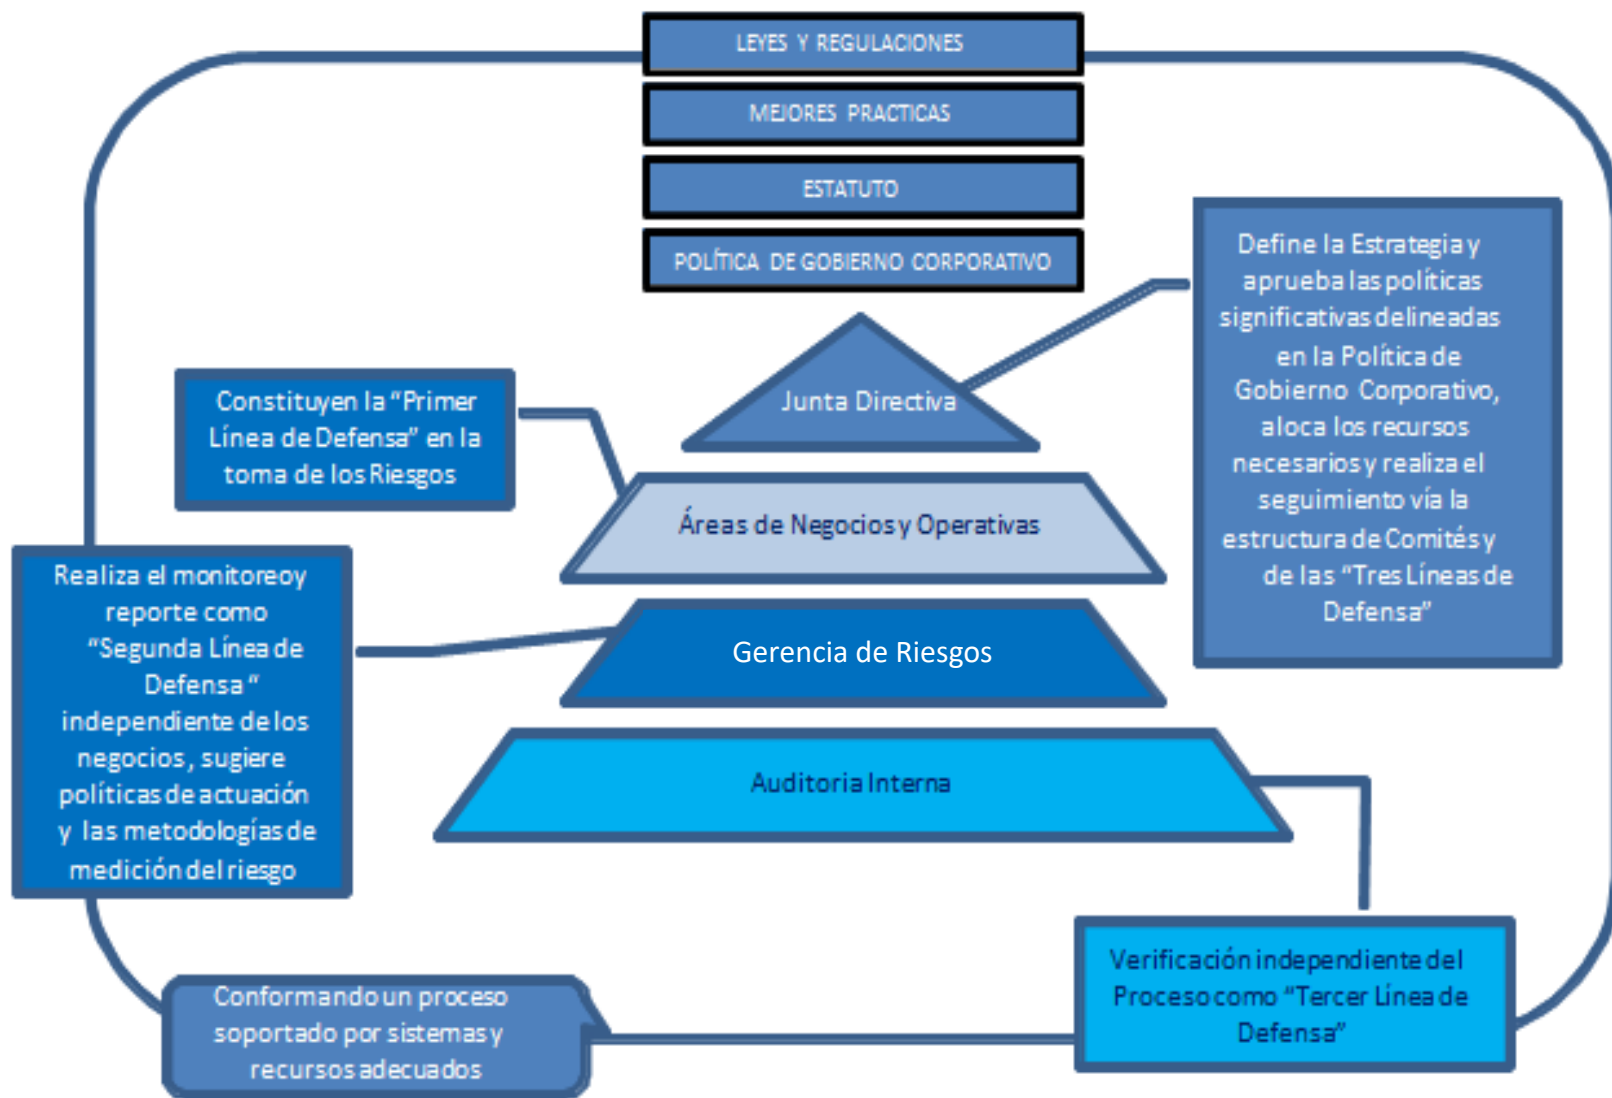 LEYES Y REGULACIONES
MEJORES PRACTICAS
ESTATUTO
POLÍTICA DE GOBIERNO CORPORATIVO
Define la Estrategia y
aprueba las políticas
significativas delineadas
en la Política de
Gobierno Corporativo,
aloca los recursos
necesarios y realiza el
seguimiento vía la
estructura de Comités y
de las “Tres Líneas de
Defensa”
Junta Directiva
Constituyen la “Primer
Línea de Defensa” en la
toma de los Riesgos
Áreas de Negocios y Operativas
Realiza el monitoreo y
reporte como
“Segunda Línea de
Defensa “
independiente de los
negocios , sugiere
políticas de actuación
y las metodologías de
medición del riesgo
Gerencia de Riesgos
Auditoria Interna
Verificación independiente del
Proceso como “Tercer Línea de
Defensa”
Conformando un proceso
soportado por sistemas y
recursos adecuados